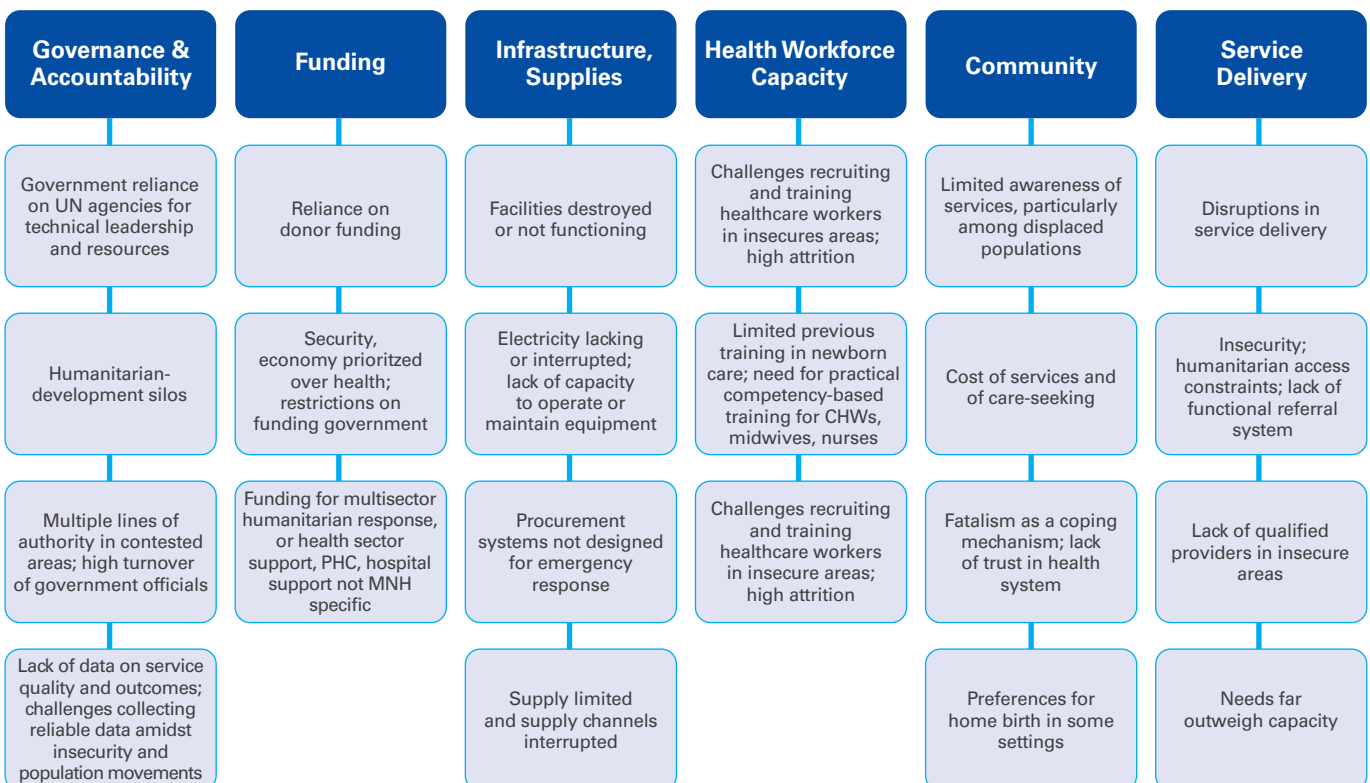 Governance &
Accountability
Government reliance
on UN agencies for
technical leadership
and resources
Humanitarian-
development silos
Multiple lines of
authority in contested
areas; high turnover
of government officials
Lack of data on service
quality and outcomes;
challenges collecting
reliable data amidst
insecurity and
population movements
Funding
Reliance on
donor funding
Security,
economy prioritzed
over health;
restrictions on
funding government
Funding for multisector
humanitarian response,
or health sector
support, PHC, hospital
support not MNH
specific
Infrastructure,
Supplies
Facilities destroyed
or not functioning
Electricity lacking
or interrupted;
lack of capacity
to operate or
maintain equipment
Procurement
systems not designed
for emergency
response
Supply limited
and supply channels
interrupted
Health Workforce
Capacity
Challenges recruiting
and training
healthcare workers
in insecures areas;
high attrition
Limited previous
training in newborn
care; need for practical
competency-based
training for CHWs,
midwives, nurses
Challenges recruiting
and training
healthcare workers
in insecure areas;
high attrition
Community
Limited awareness of
services, particularly
among displaced
populations
Cost of services and
of care-seeking
Fatalism as a coping
mechanism; lack
of trust in health
system
Preferences for
home birth in some
settings
Service
Delivery
Disruptions in
service delivery
Insecurity;
humanitarian access
constraints; lack of
functional referral
system
Lack of qualified
providers in insecure
areas
Needs far
outweigh capacity